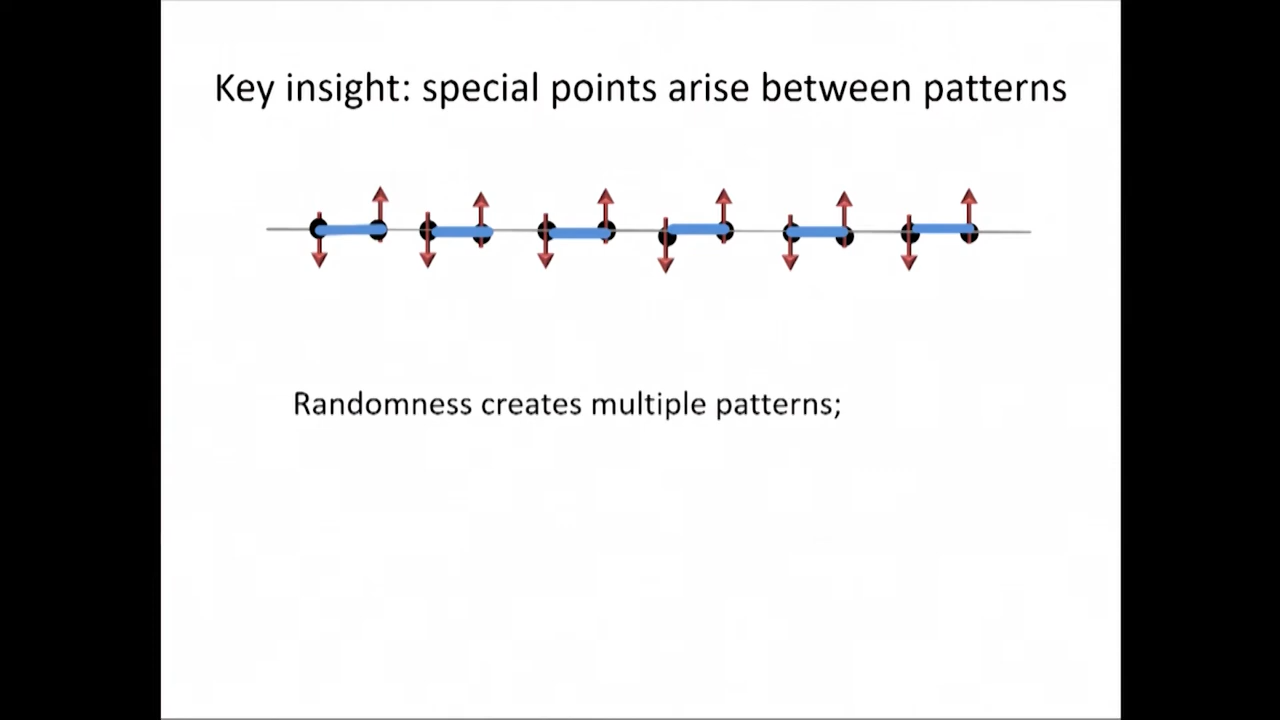 Key insight: special points arise between patterns
Randomness creates multiple patterns;